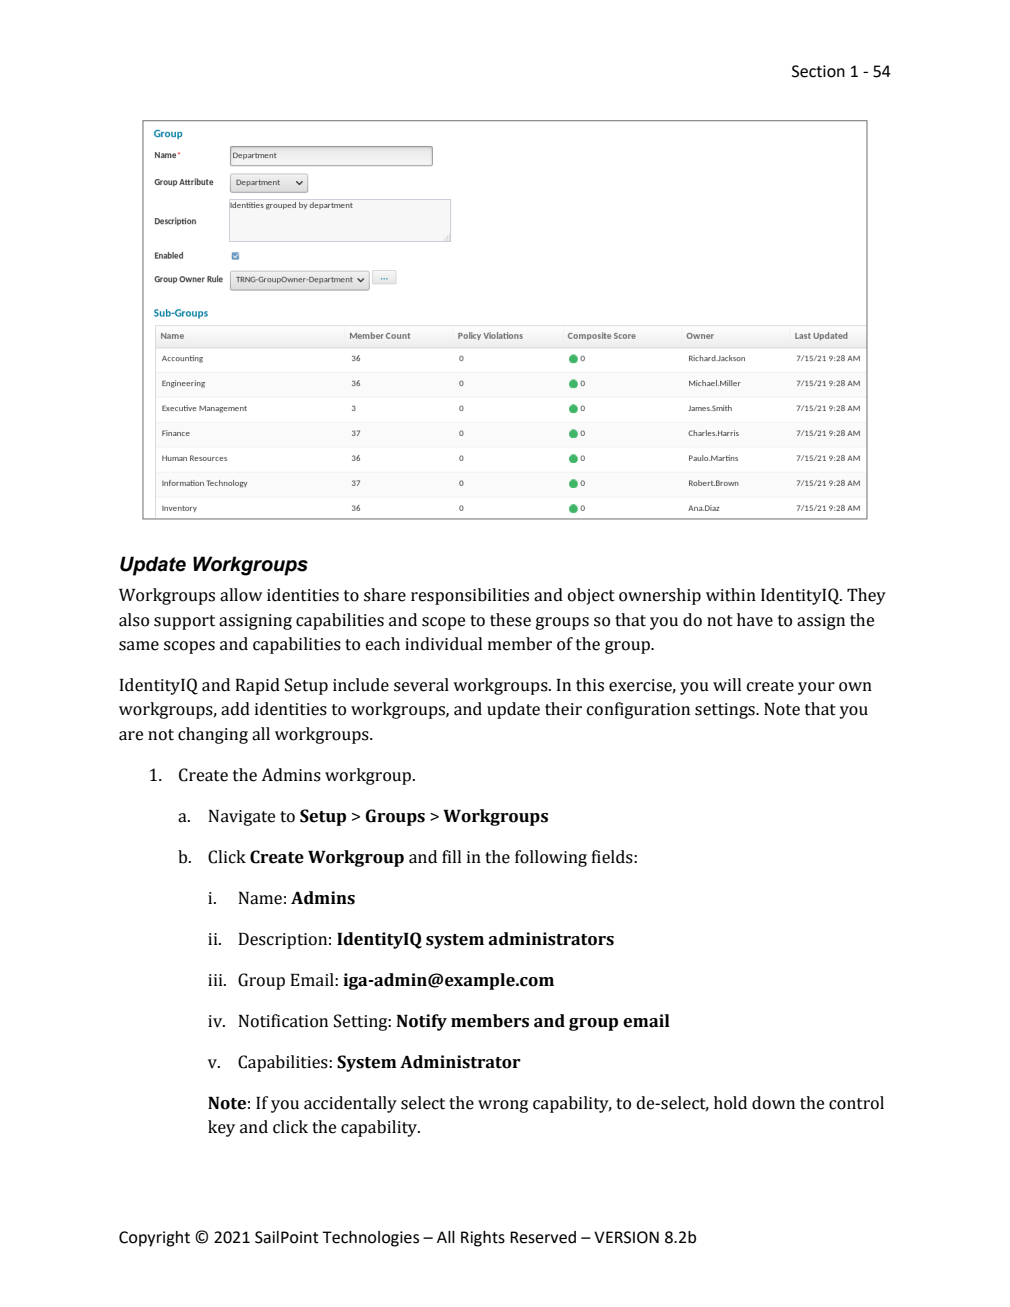 Section 1 - 54
Group
Name*
Department
Group Attribute
Department
Description
Identities grouped by department
Enabled
Group Owner Rule
TRNG-GroupOwner-Department
...
Sub-Groups
Name Member Count Policy Violations Composite Score Owner Last Updated
Accounting 36 0 0 Richard.Jackson 7/15/21 9:28 AM
Engineering 36 0 0 Michael.Miller 7/15/21 9:28 AM
Executive Management 3 0 0 James.Smith 7/15/21 9:28 AM
Finance 37 0 0 Charles.Harris 7/15/21 9:28 AM
Human Resources 36 0 0 Paulo.Martins 7/15/21 9:28 AM
Information Technology 37 0 0 Robert.Brown 7/15/21 9:28 AM
Inventory 36 0 0 Ana.Diaz 7/15/21 9:28 AM
Update Workgroups
Workgroups allow identities to share responsibilities and object ownership within IdentityIQ. They
also support assigning capabilities and scope to these groups so that you do not have to assign the
same scopes and capabilities to each individual member of the group.
IdentityIQ and Rapid Setup include several workgroups. In this exercise, you will create your own
workgroups, add identities to workgroups, and update their configuration settings. Note that you
are not changing all workgroups.
1. Create the Admins workgroup.
a. Navigate to Setup > Groups > Workgroups
b. Click Create Workgroup and fill in the following fields:
i. Name: Admins
ii. Description: IdentityIQ system administrators
iii. Group Email: iga-admin@example.com
iv. Notification Setting: Notify members and group email
v. Capabilities: System Administrator
Note: If you accidentally select the wrong capability, to de-select, hold down the control
key and click the capability.
Copyright © 2021 SailPoint Technologies – All Rights Reserved – VERSION 8.2b